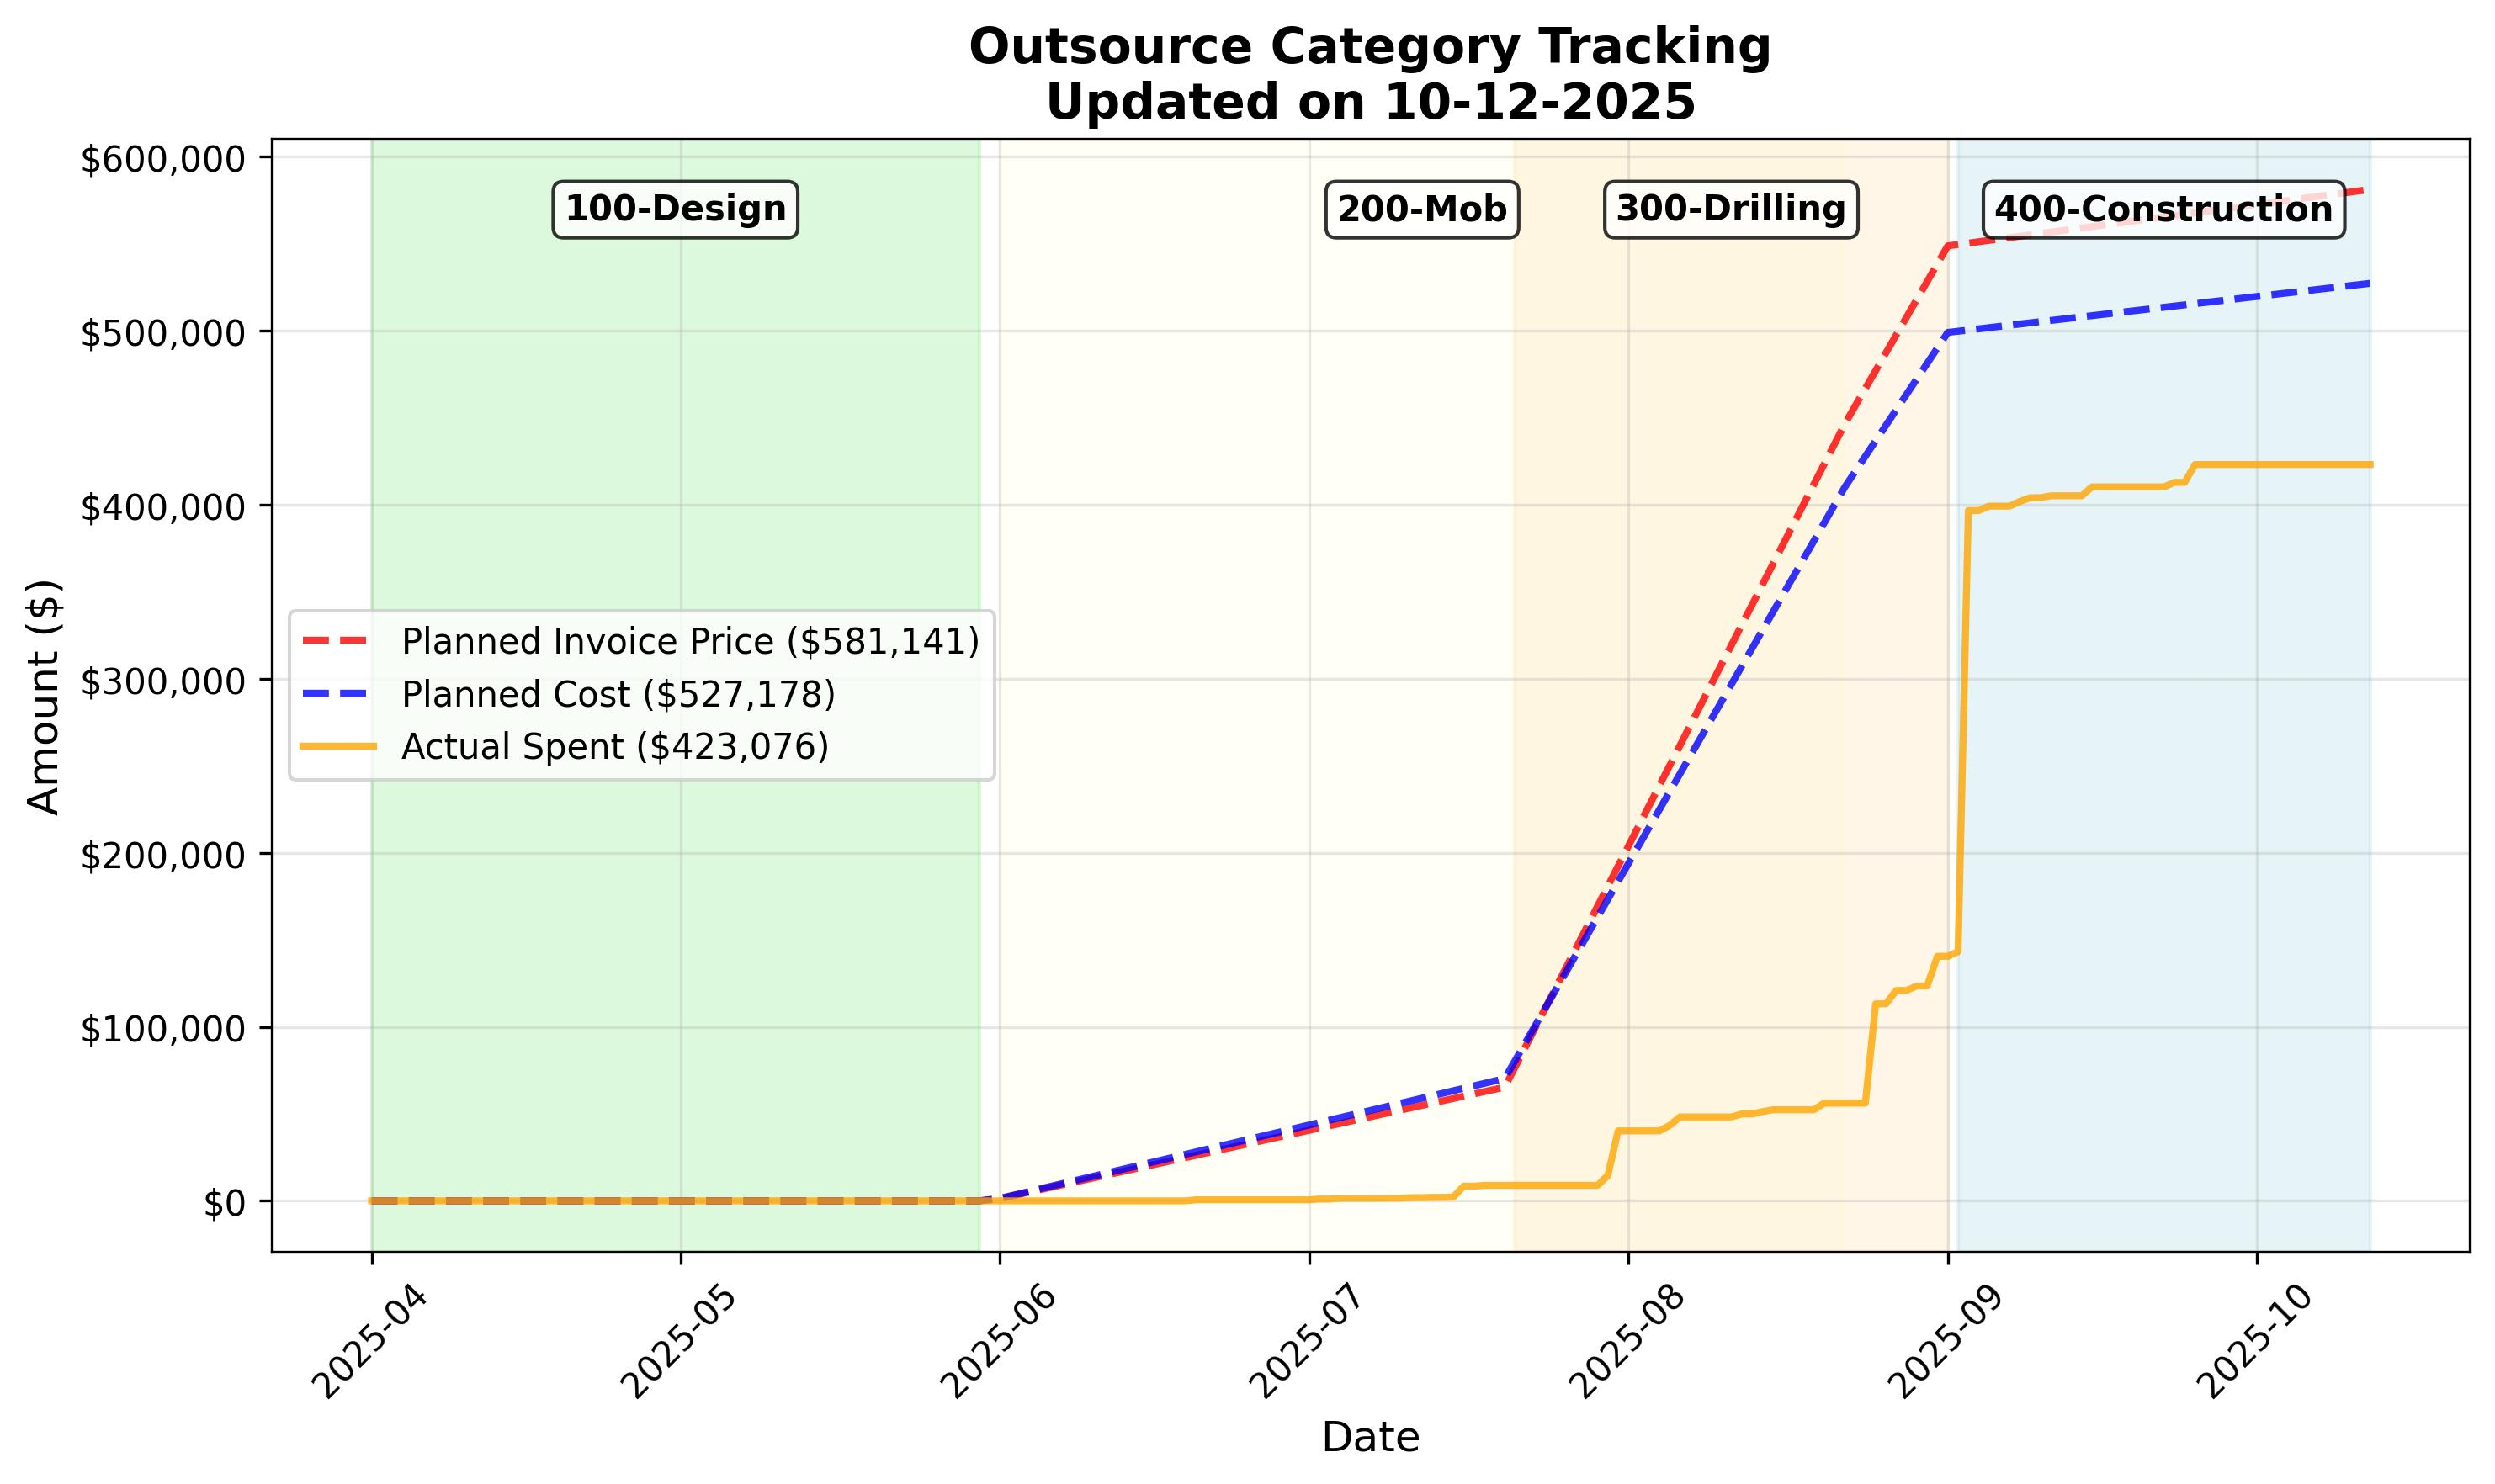 Outsource Category Tracking
Updated on 10-12-2025
$600,000
$500,000
$400,000
$300,000
$200,000
$100,000
$0
Amount ($)
100-Design
200-Mob
300-Drilling
400-Construction
Planned Invoice Price ($581,141)
Planned Cost ($527,178)
Actual Spent ($423,076)
2025-04
2025-05
2025-06
2025-07
2025-08
2025-09
2025-10
Date